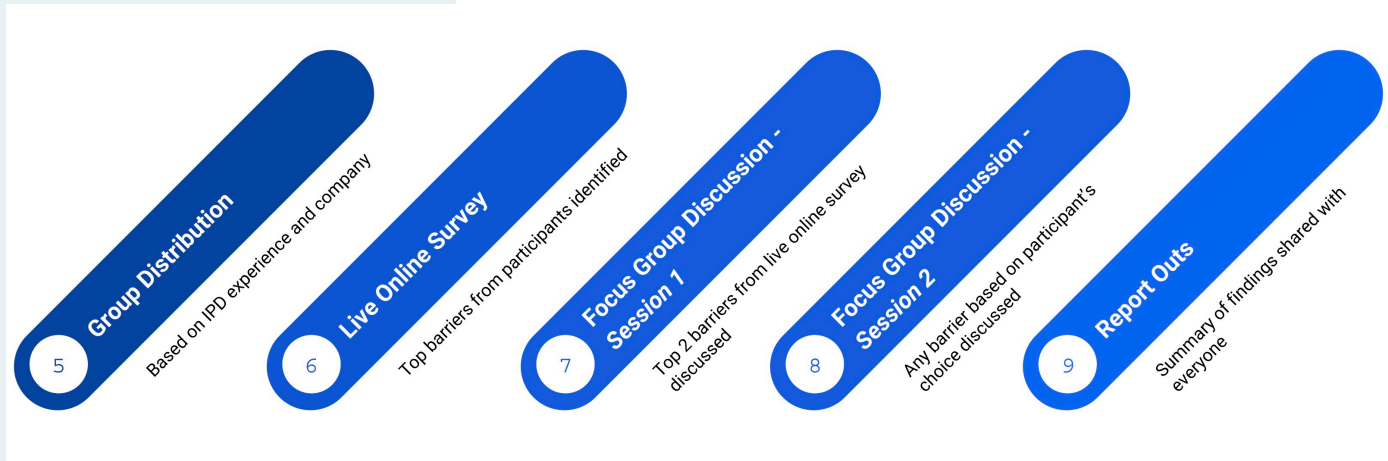 5
Group Distribution
Based on IPD experience and company
6
Live Online Survey
Top barriers from participants identified
7
Focus Group Discussion -
Session 1
Top 2 barriers from live online survey
discussed
8
Focus Group Discussion -
Session 2
Any barrier based on participant's
choice discussed
9
Report Outs
Summary of findings shared with
everyone